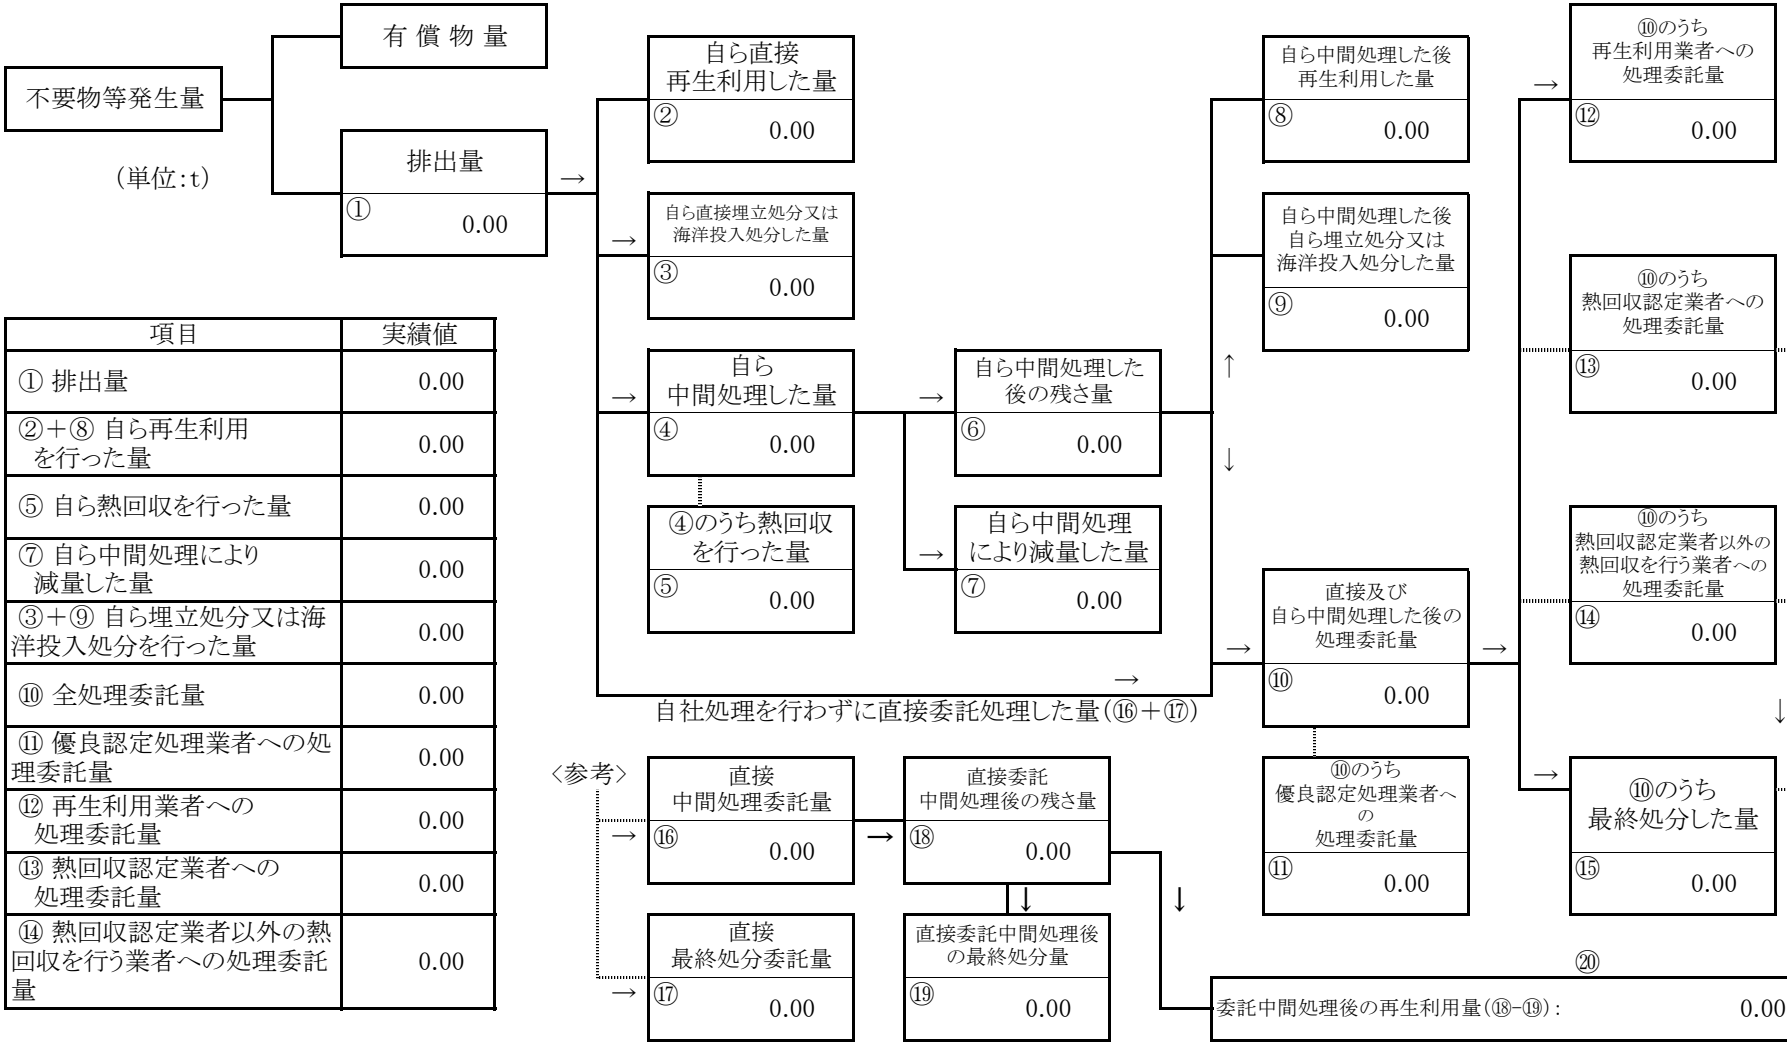 不要物等発生量
(単位:t)
有 償 物 量
排出量
①
0.00
→
自ら直接
再生利用した量
②
0.00
→
自ら直接埋立処分又は
海洋投入処分した量
③
0.00
→
自ら
中間処理した量
④
0.00
④のうち熱回収
を行った量
⑤
0.00
→
自ら中間処理した
後の残さ量
⑥
0.00
→
自ら中間処理
により減量した量
⑦
0.00
→
自社処理を行わずに直接委託処理した量(⑯+⑰)
自ら中間処理した後
再生利用した量
⑧
0.00
自ら中間処理した後
自ら埋立処分又は
海洋投入処分した量
⑨
0.00
↑
↓
→
直接及び
自ら中間処理した後の
処理委託量
⑩
0.00
→
⑩のうち
優良認定処理業者へ
の
処理委託量
⑪
0.00
→
⑩のうち
再生利用業者への
処理委託量
⑫
0.00
⑩のうち
熱回収認定業者への
処理委託量
⑬
0.00
⑩のうち
熱回収認定業者以外の
熱回収を行う業者への
処理委託量
⑭
0.00
↓
→
⑩のうち
最終処分した量
⑮
0.00
項目 実績値
① 排出量 0.00
②+⑧ 自ら再生利用
を行った量
0.00
⑤ 自ら熱回収を行った量 0.00
⑦ 自ら中間処理により
減量した量
0.00
③+⑨ 自ら埋立処分又は海
洋投入処分を行った量
0.00
⑩ 全処理委託量 0.00
⑪ 優良認定処理業者への処
理委託量
0.00
⑫ 再生利用業者への
処理委託量
0.00
⑬ 熱回収認定業者への
処理委託量
0.00
⑭ 熱回収認定業者以外の熱
回収を行う業者への処理委託
量
0.00
〈参考〉
→
直接
中間処理委託量
⑯
0.00
→
直接委託
中間処理後の残さ量
⑱
0.00
↓
↓
→
直接
最終処分委託量
⑰
0.00
直接委託中間処理後
の最終処分量
⑲
0.00
⑳
委託中間処理後の再生利用量(⑱-⑲): 0.00